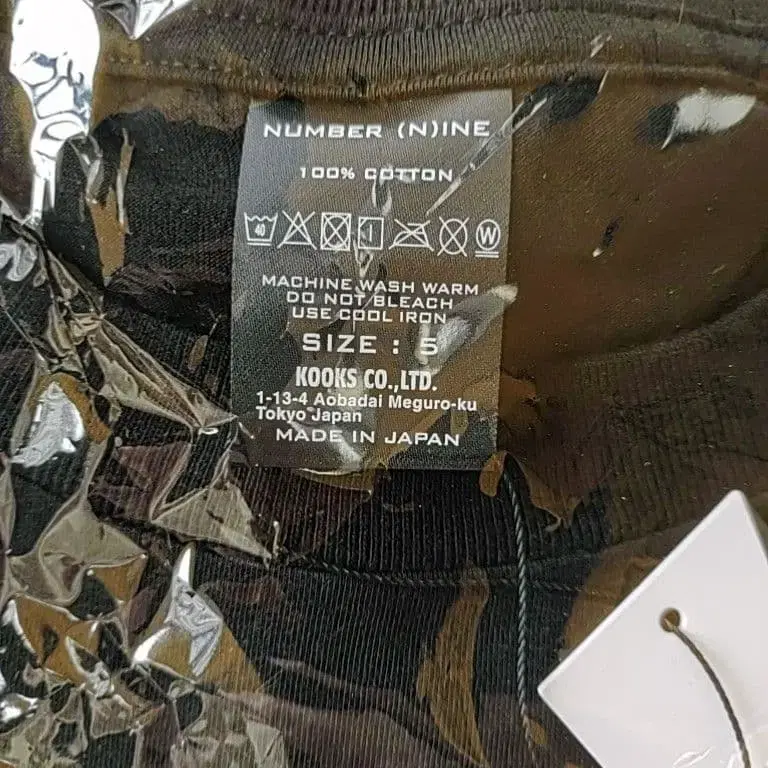 NUMBER (N)INE
100% COTTON
40
W
MACHINE WASH WARM
DO NOT BLEACH
USE COOL IRON
SIZE : 5
KOOKS CO.,LTD.
1-13-4 Aobadai Meguro-ku
Tokyo Japan
MADE IN JAPAN